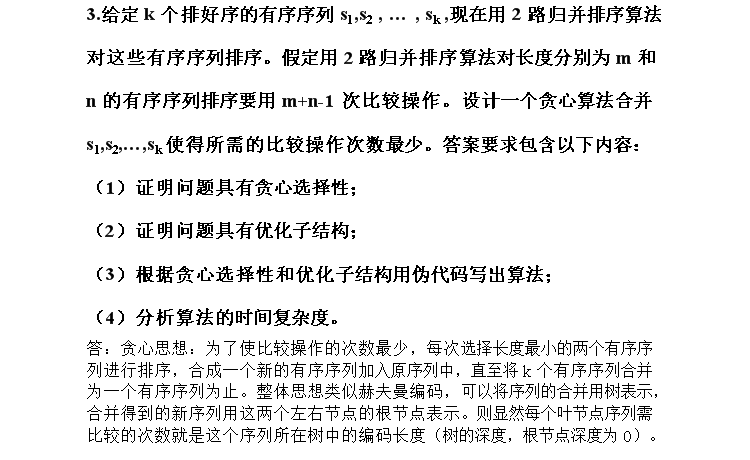 3.给定 k 个排好序的有序序列 s1,s2 , … , sk ,现在用 2 路归并排序算法
对这些有序序列排序。假定用 2 路归并排序算法对长度分别为 m 和
n 的有序序列排序要用 m+n-1 次比较操作。设计一个贪心算法合并
s1,s2,…,sk 使得所需的比较操作次数最少。答案要求包含以下内容：
（1）证明问题具有贪心选择性；
（2）证明问题具有优化子结构；
（3）根据贪心选择性和优化子结构用伪代码写出算法；
（4）分析算法的时间复杂度。
答：贪心思想：为了使比较操作的次数最少，每次选择长度最小的两个有序序
列进行排序，合成一个新的有序序列加入原序列中，直至将 k 个有序序列合并
为一个有序序列为止。整体思想类似赫夫曼编码，可以将序列的合并用树表示，
合并得到的新序列用这两个左右节点的根节点表示。则显然每个叶节点序列需
比较的次数就是这个序列所在树中的编码长度（树的深度，根节点深度为 0）。